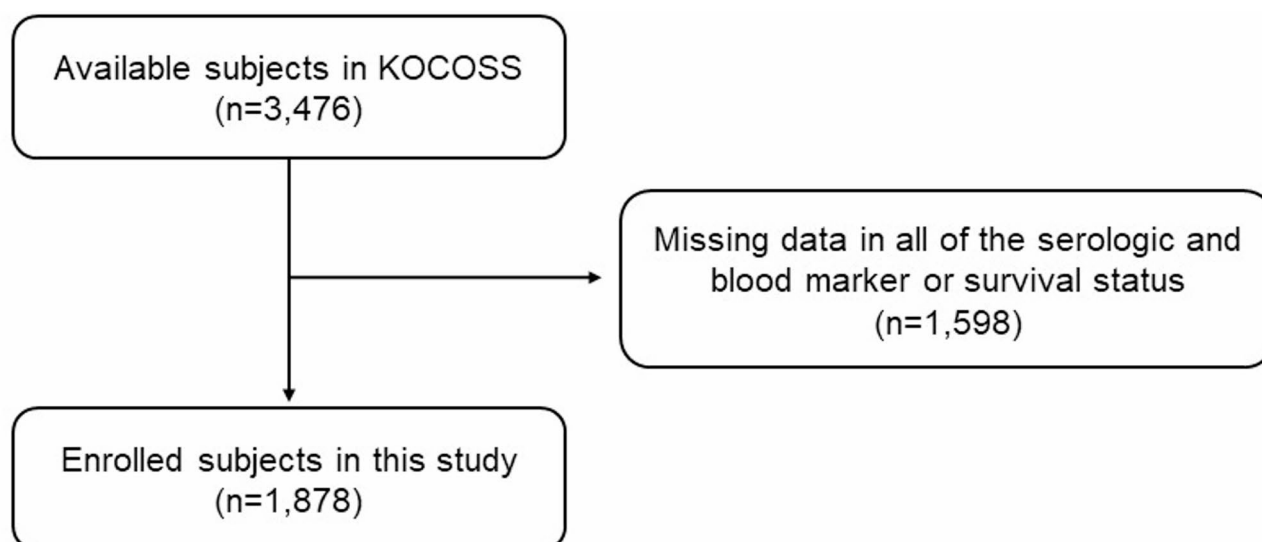 Available subjects in KOCOSS
(n=3,476)
Missing data in all of the serologic and
blood marker or survival status
(n=1,598)
Enrolled subjects in this study
(n=1,878)